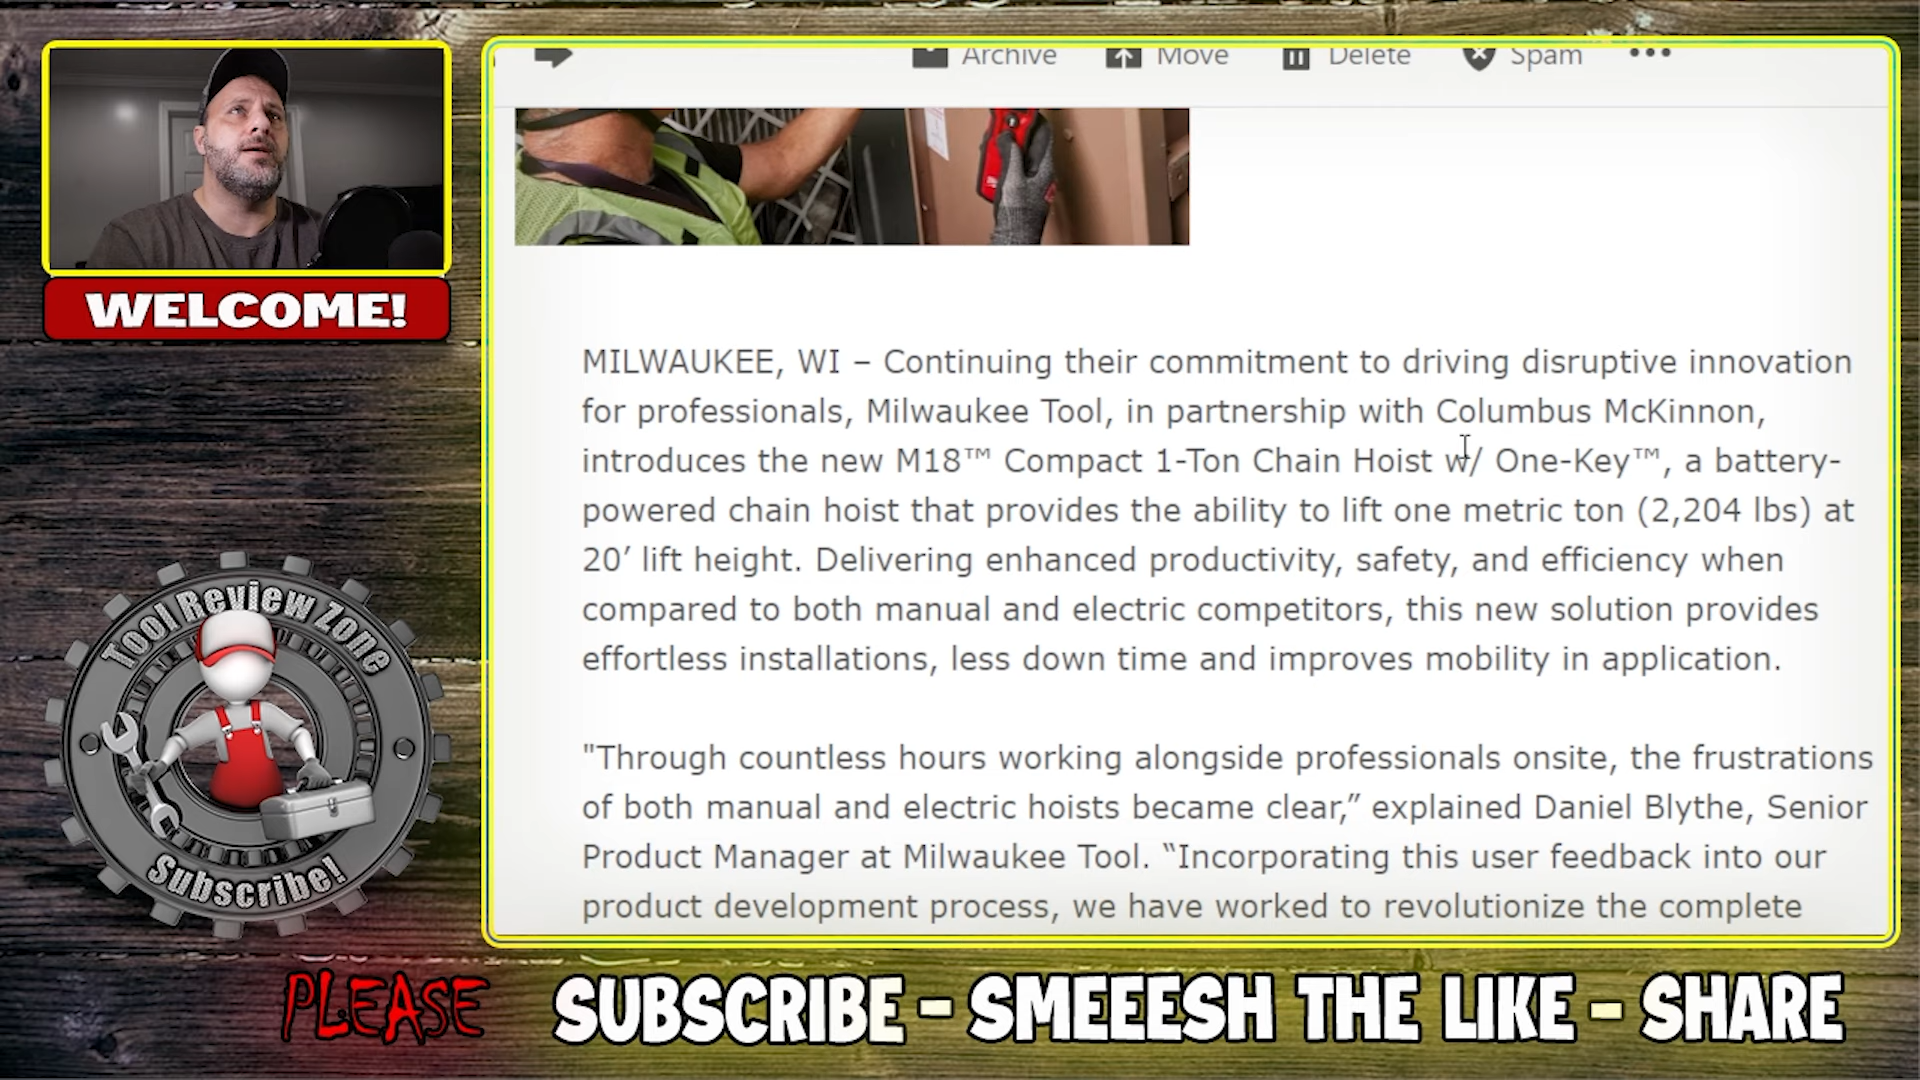 Archive
Move
Delete
Spam
WELCOME!
MILWAUKEE, WI – Continuing their commitment to driving disruptive innovation
for professionals, Milwaukee Tool, in partnership with Columbus McKinnon,
introduces the new M18™ Compact 1-Ton Chain Hoist w/ One-Key™, a battery-
powered chain hoist that provides the ability to lift one metric ton (2,204 lbs) at
20’ lift height. Delivering enhanced productivity, safety, and efficiency when
compared to both manual and electric competitors, this new solution provides
effortless installations, less down time and improves mobility in application.
"Through countless hours working alongside professionals onsite, the frustrations
of both manual and electric hoists became clear,” explained Daniel Blythe, Senior
Product Manager at Milwaukee Tool. “Incorporating this user feedback into our
product development process, we have worked to revolutionize the complete
Tool Review Zone
Subscribe!
PLEASE SUBSCRIBE - SMEEESH THE LIKE - SHARE